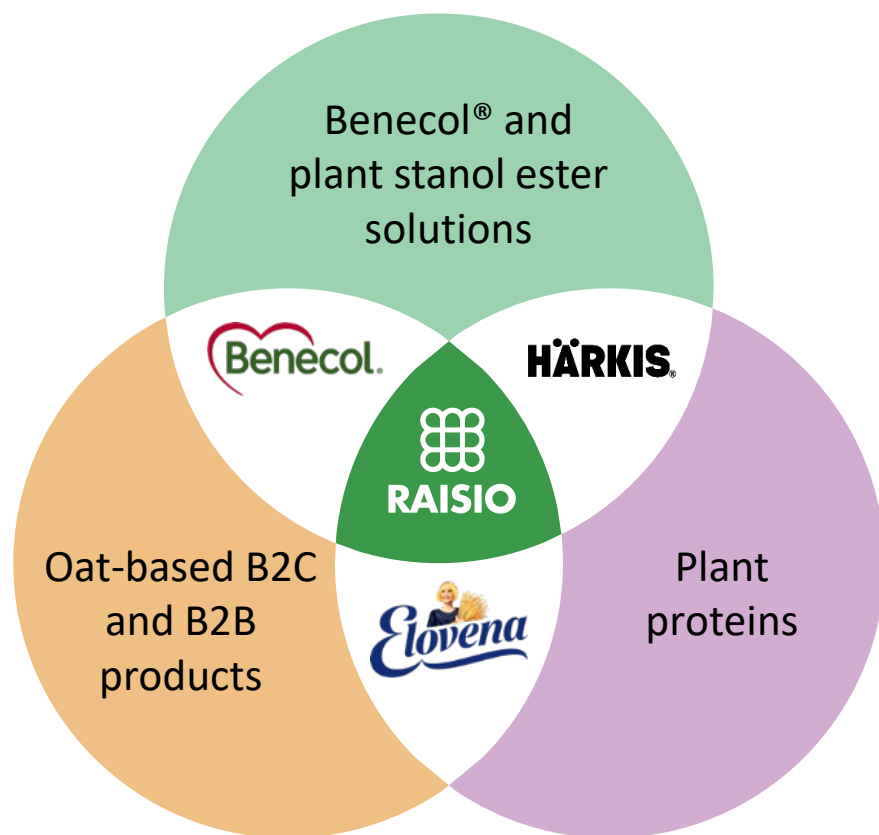 Benecol® and
plant stanol ester
solutions
Benecol®
HÄRKIS®
RAISIO
Oat-based B2C
and B2B
products
Elovena
Plant
proteins